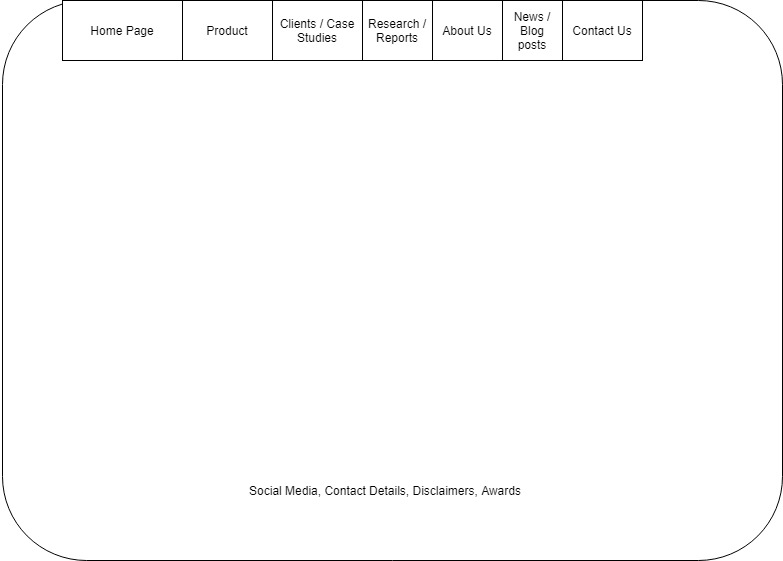 Home Page
Product
Clients / Case
Studies
Research /
Reports
About Us
News /
Blog
posts
Contact Us
Social Media, Contact Details, Disclaimers, Awards